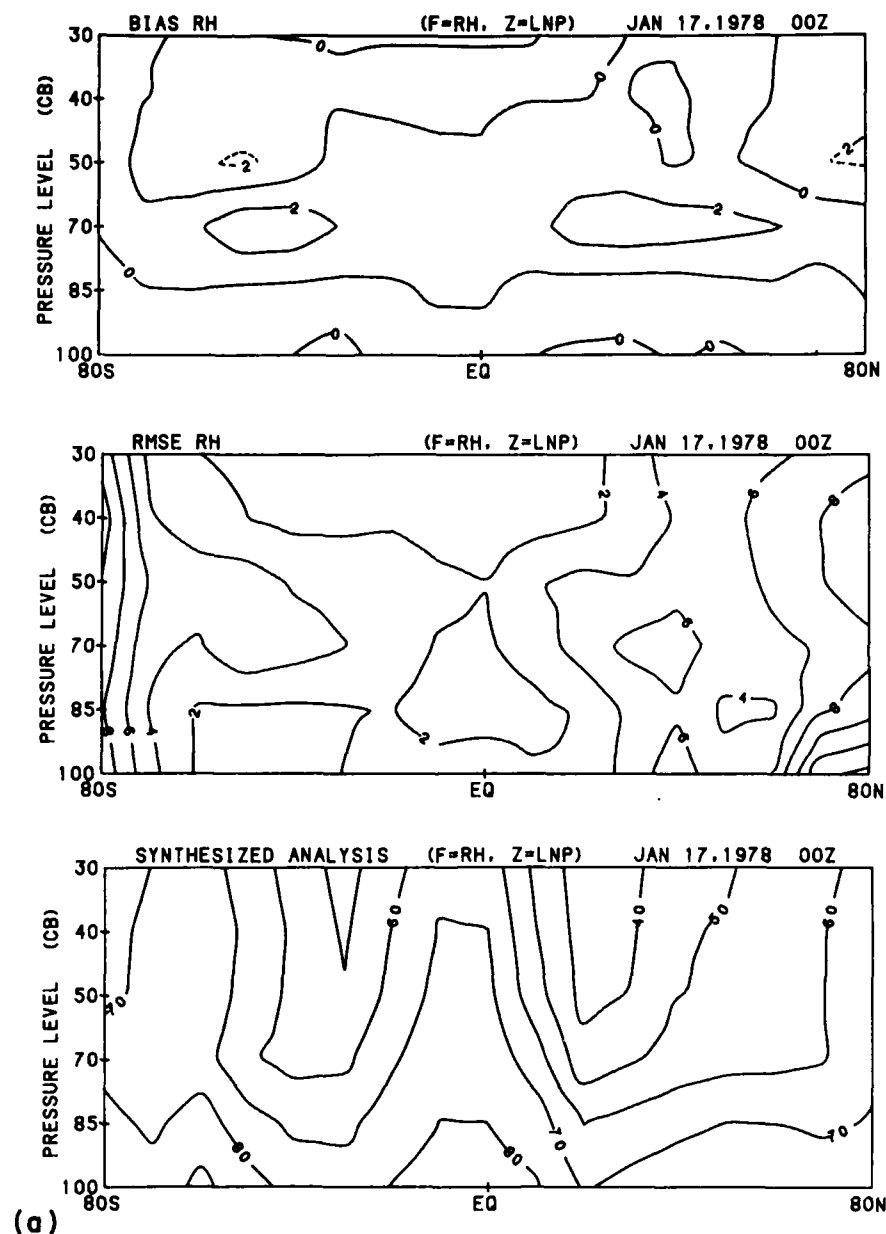 BIAS RH (F=RH, Z=LNP) JAN 17,1978 00Z
PRESSURE LEVEL (CB)
30
40
50
70
85
100
80S EQ 80N
0 0 0 0 2 2 0 2 2 0 0 0 0
RMSE RH (F=RH, Z=LNP) JAN 17,1978 00Z
PRESSURE LEVEL (CB)
30
40
50
70
85
100
80S EQ 80N
2 4 6 8 6 4 8 8 6 4 2 2 6
SYNTHESIZED ANALYSIS (F=RH, Z=LNP) JAN 17,1978 00Z
PRESSURE LEVEL (CB)
30
40
50
70
85
100
80S EQ 80N
60 40 50 60 70 80 80 70 70
(a)